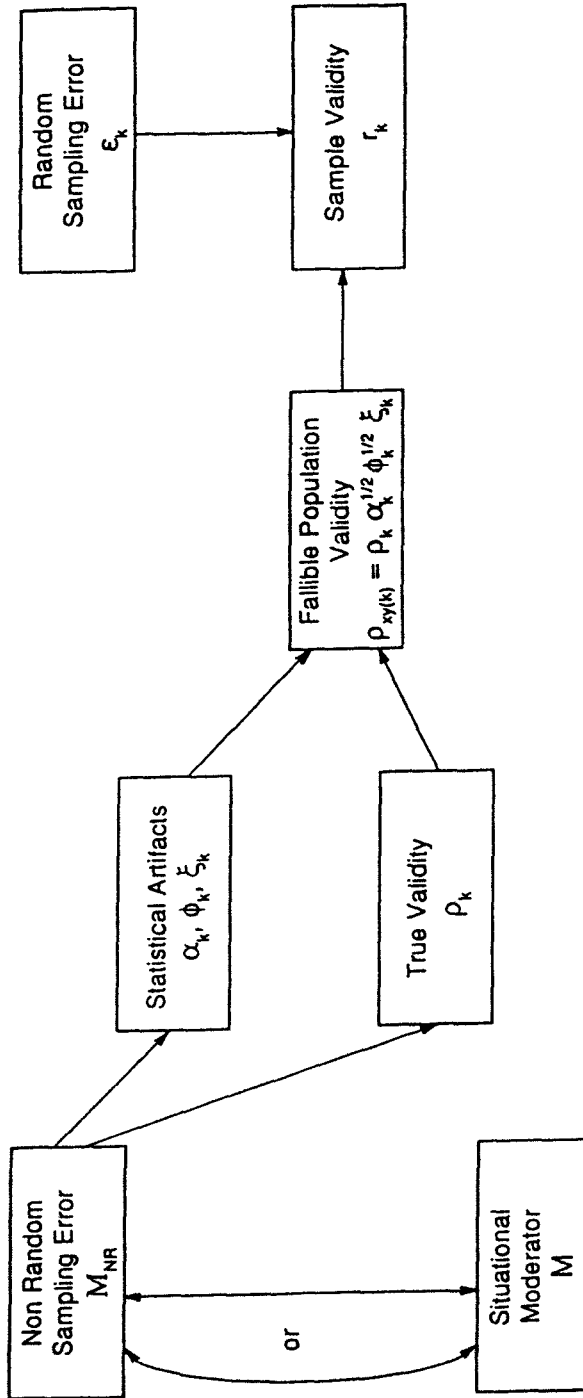 Non Random
Sampling Error
M_NR
or
Situational
Moderator
M
Statistical Artifacts
α_k, ϕ_k, ξ_k
True Validity
ρ_k
Fallible Population
Validity
ρ_xy(k) = ρ_k α_k^1/2 ϕ_k^1/2 ξ_k
Random
Sampling Error
ε_k
Sample Validity
r_k